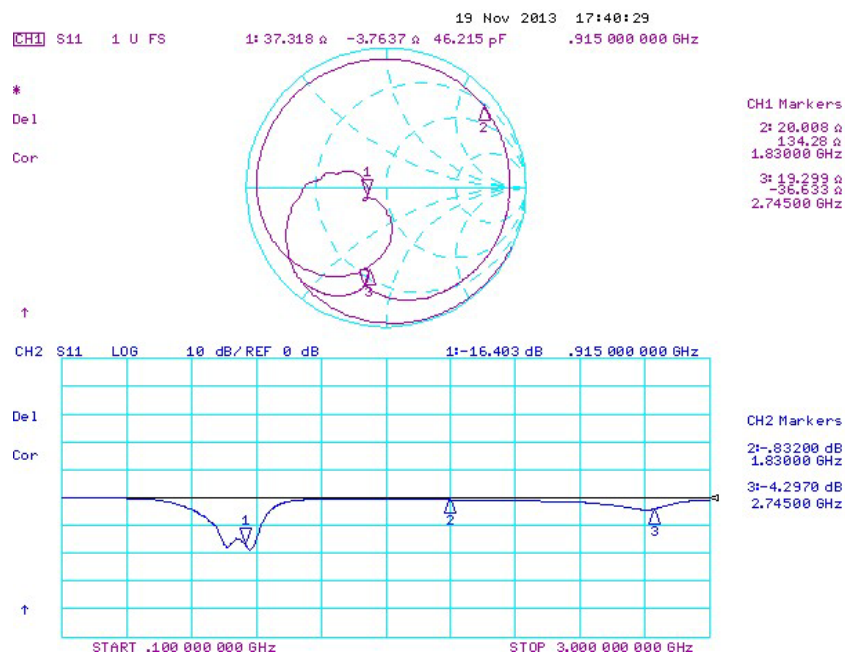 19 Nov 2013 17:40:29
CH1 S11 1 U FS 1: 37.318 Ω -3.7637 Ω 46.215 pF .915 000 000 GHz
*
Del
Cor
↑
1
2
3
CH1 Markers
2: 20.008 Ω
134.28 Ω
1.83000 GHz
3: 19.299 Ω
-36.633 Ω
2.74500 GHz
CH2 S11 LOG 10 dB/ REF 0 dB 1:-16.403 dB .915 000 000 GHz
Del
Cor
↑
1
2
3
CH2 Markers
2:-.83200 dB
1.83000 GHz
3:-4.2970 dB
2.74500 GHz
START .100 000 000 GHz STOP 3.000 000 000 GHz